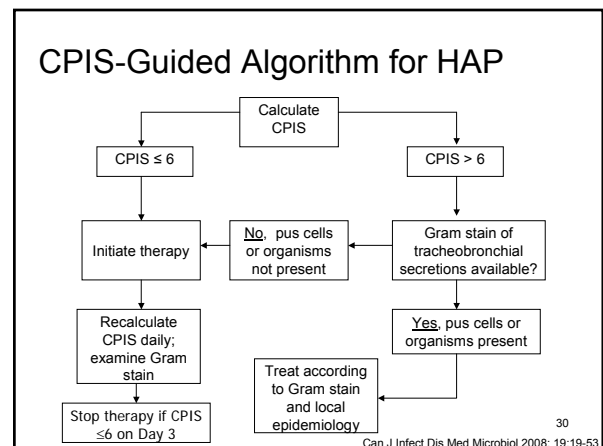 CPIS-Guided Algorithm for HAP
Calculate
CPIS
CPIS ≤ 6
CPIS > 6
Initiate therapy
No, pus cells
or organisms
not present
Gram stain of
tracheobronchial
secretions available?
Recalculate
CPIS daily;
examine Gram
stain
Yes, pus cells or
organisms present
Treat according
to Gram stain
and local
epidemiology
Stop therapy if CPIS
≤6 on Day 3
30
Can J Infect Dis Med Microbiol 2008; 19:19-53